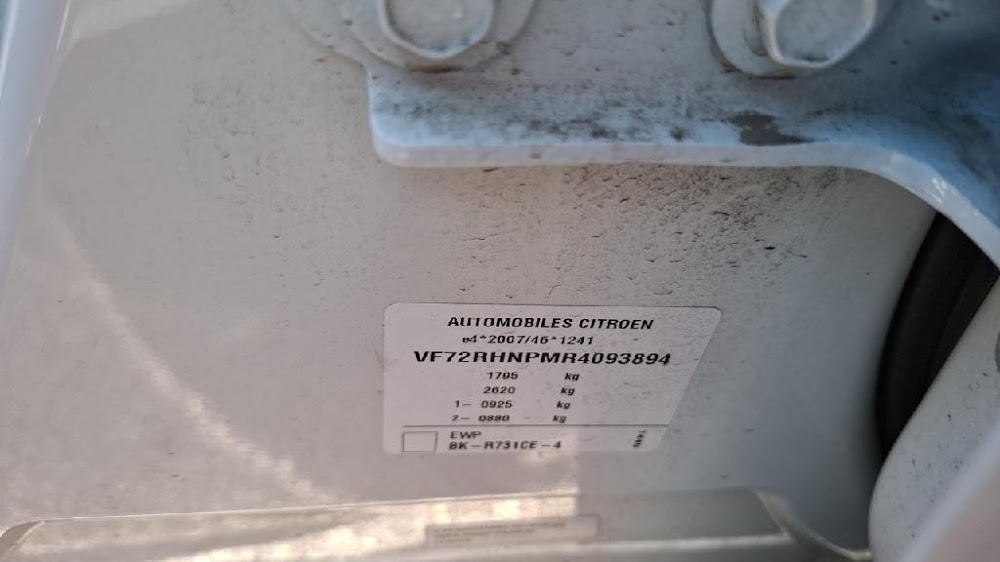 AUTOMOBILES CITROEN
e4*2007/46*1241
VF72RHNPMR4093894
1795 kg
2620 kg
1- 0925 kg
2- 0880 kg
EWP
BK-R731CE-4